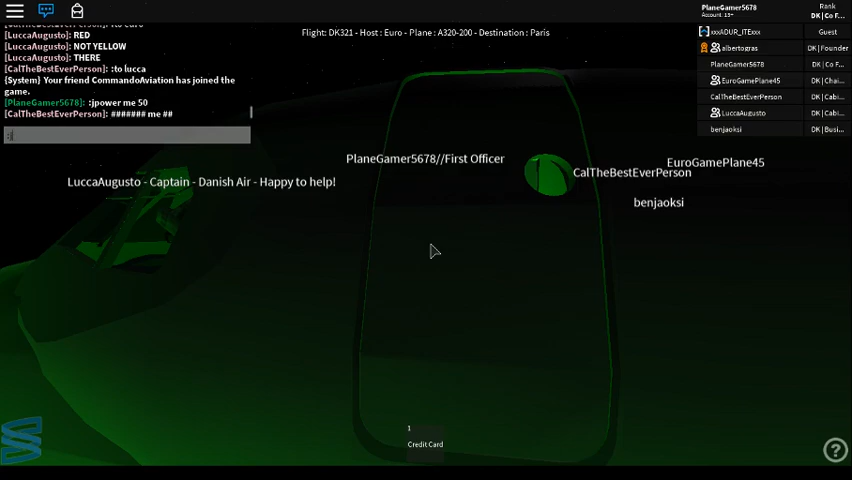 [LuccaAugusto]: RED
[LuccaAugusto]: NOT YELLOW
[LuccaAugusto]: THERE
[CalTheBestEverPerson]: :to lucca
{System} Your friend CommandoAviation has joined the game.
[PlaneGamer5678]: :jpower me 50
[CalTheBestEverPerson]: ####### me ##
Flight: DK321 - Host : Euro - Plane : A320-200 - Destination : Paris
PlaneGamer5678
Account: 13+
Rank
DK | Co F...
xxxADUR_ITExxx Guest
albertogras DK | Founder
PlaneGamer5678 DK | Co F...
EuroGamePlane45 DK | Chai...
CalTheBestEverPerson DK | Cabi...
LuccaAugusto DK | Cabi...
benjaoksi DK | Busi...
PlaneGamer5678//First Officer
EuroGamePlane45
CalTheBestEverPerson
LuccaAugusto - Captain - Danish Air - Happy to help!
benjaoksi
1
Credit Card
?